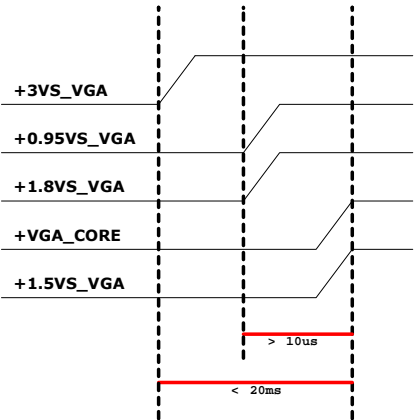 +3VS_VGA
+0.95VS_VGA
+1.8VS_VGA
+VGA_CORE
+1.5VS_VGA
> 10us
< 20ms